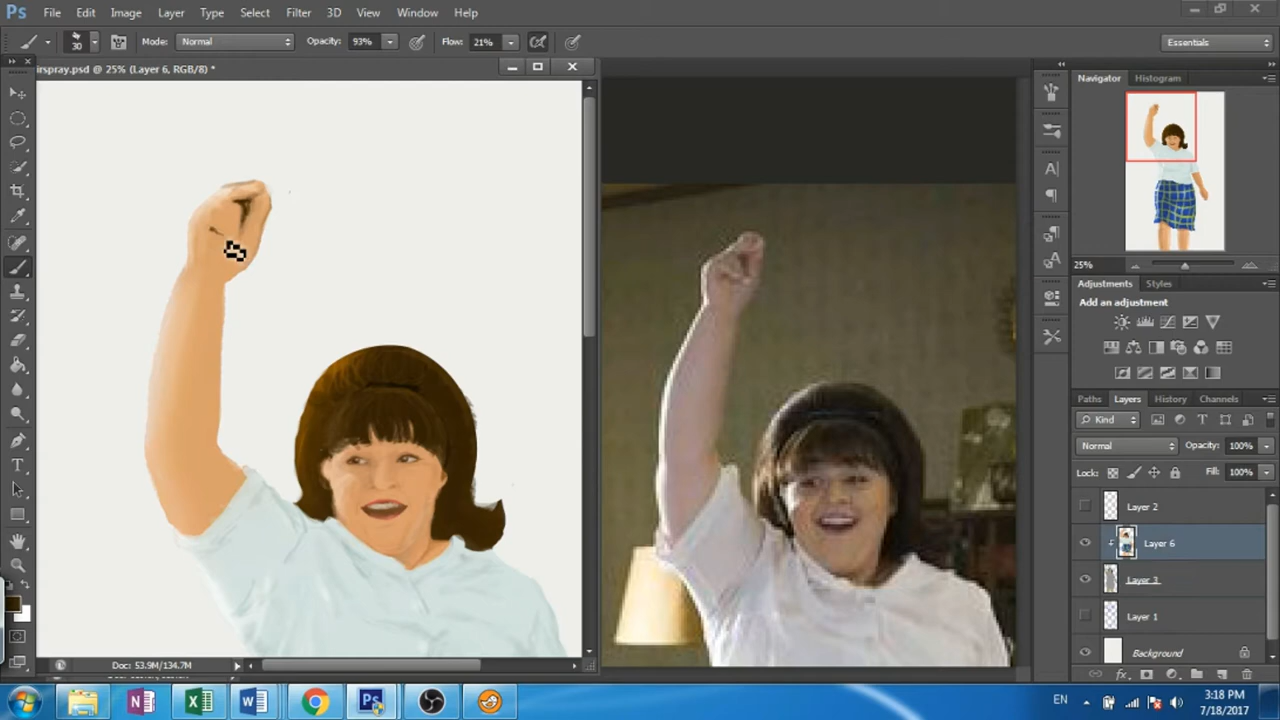 Ps File Edit Image Layer Type Select Filter 3D View Window Help
30 Mode: Normal Opacity: 93% Flow: 21% Essentials
irspray.psd @ 25% (Layer 6, RGB/8) *
Navigator Histogram
25%
Adjustments Styles
Add an adjustment
Paths Layers History Channels
Kind
Normal Opacity: 100%
Lock: Fill: 100%
Layer 2
Layer 6
Layer 3
Layer 1
Background
Doc: 53.9M/134.7M
EN 3:18 PM
7/18/2017